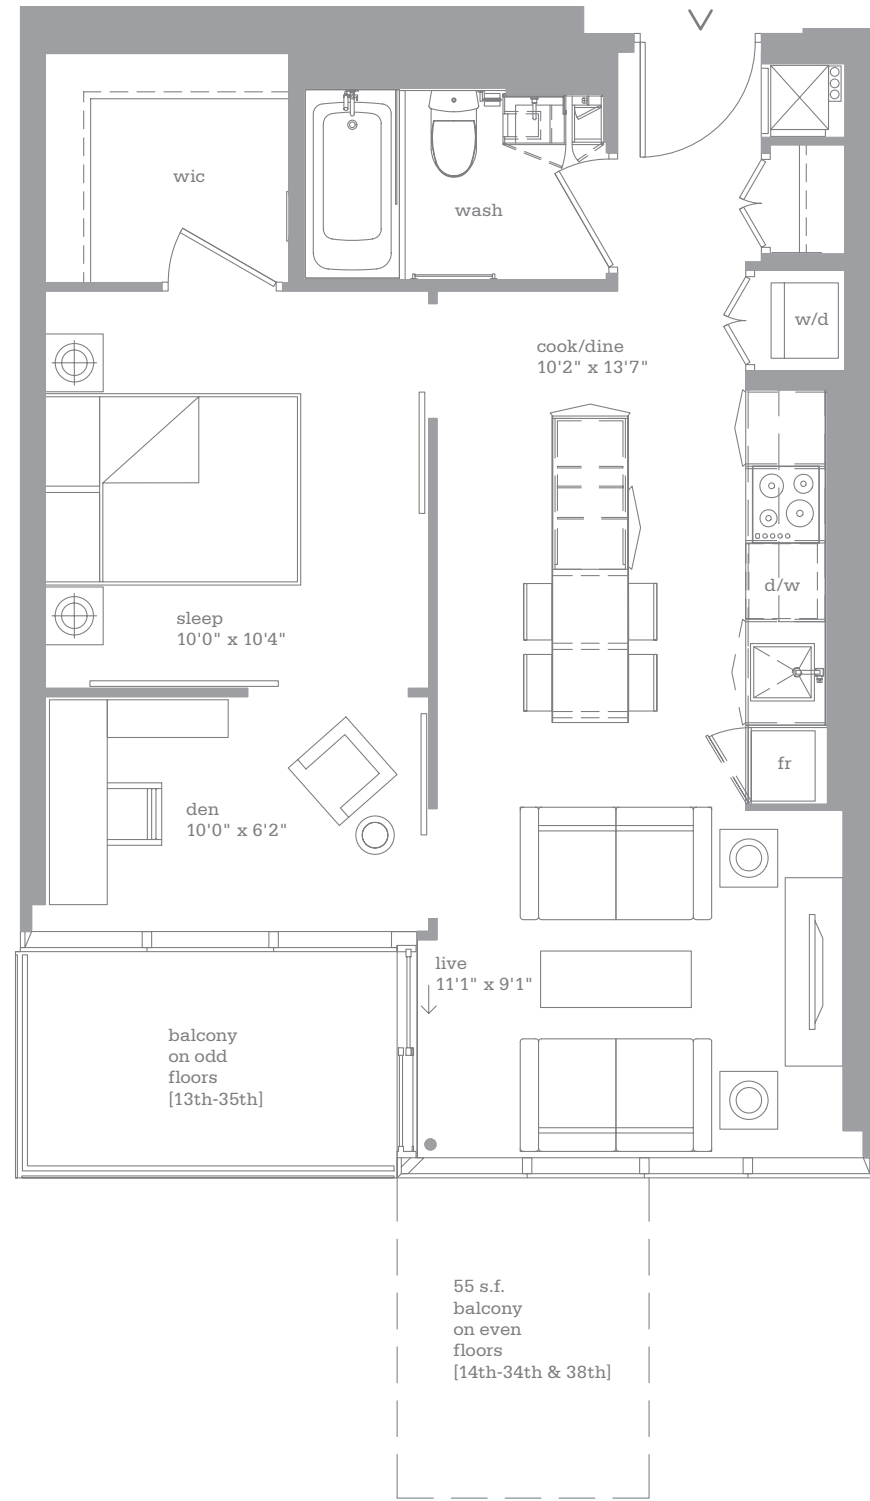 wic
wash
w/d
cook/dine
10'2" x 13'7"
d/w
sleep
10'0" x 10'4"
fr
den
10'0" x 6'2"
live
11'1" x 9'1"
balcony
on odd
floors
[13th-35th]
55 s.f.
balcony
on even
floors
[14th-34th & 38th]